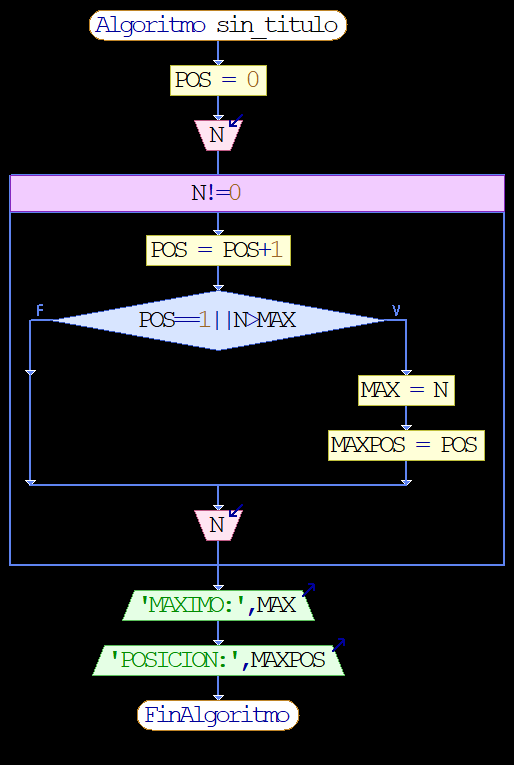 Algoritmo sin_titulo
POS = 0
N
N!=0
POS = POS+1
POS==1||N>MAX
F
V
MAX = N
MAXPOS = POS
N
'MAXIMO:',MAX
'POSICION:',MAXPOS
FinAlgoritmo